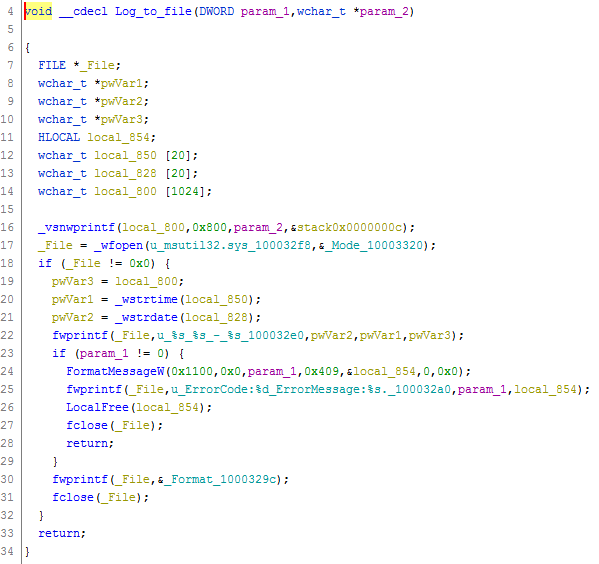 4 void __cdecl Log_to_file(DWORD param_1,wchar_t *param_2)
5
6 {
7 FILE *_File;
8 wchar_t *pwVar1;
9 wchar_t *pwVar2;
10 wchar_t *pwVar3;
11 HLOCAL local_854;
12 wchar_t local_850 [20];
13 wchar_t local_828 [20];
14 wchar_t local_800 [1024];
15
16 _vsnwprintf(local_800,0x800,param_2,&stack0x0000000c);
17 _File = _wfopen(u_msutil32.sys_100032f8,&_Mode_10003320);
18 if (_File != 0x0) {
19 pwVar3 = local_800;
20 pwVar1 = _wstrtime(local_850);
21 pwVar2 = _wstrdate(local_828);
22 fwprintf(_File,u_%s_%s_-_%s_100032e0,pwVar2,pwVar1,pwVar3);
23 if (param_1 != 0) {
24 FormatMessageW(0x1100,0x0,param_1,0x409,&local_854,0,0x0);
25 fwprintf(_File,u_ErrorCode:%d_ErrorMessage:%s._100032a0,param_1,local_854);
26 LocalFree(local_854);
27 fclose(_File);
28 return;
29 }
30 fwprintf(_File,&_Format_1000329c);
31 fclose(_File);
32 }
33 return;
34 }